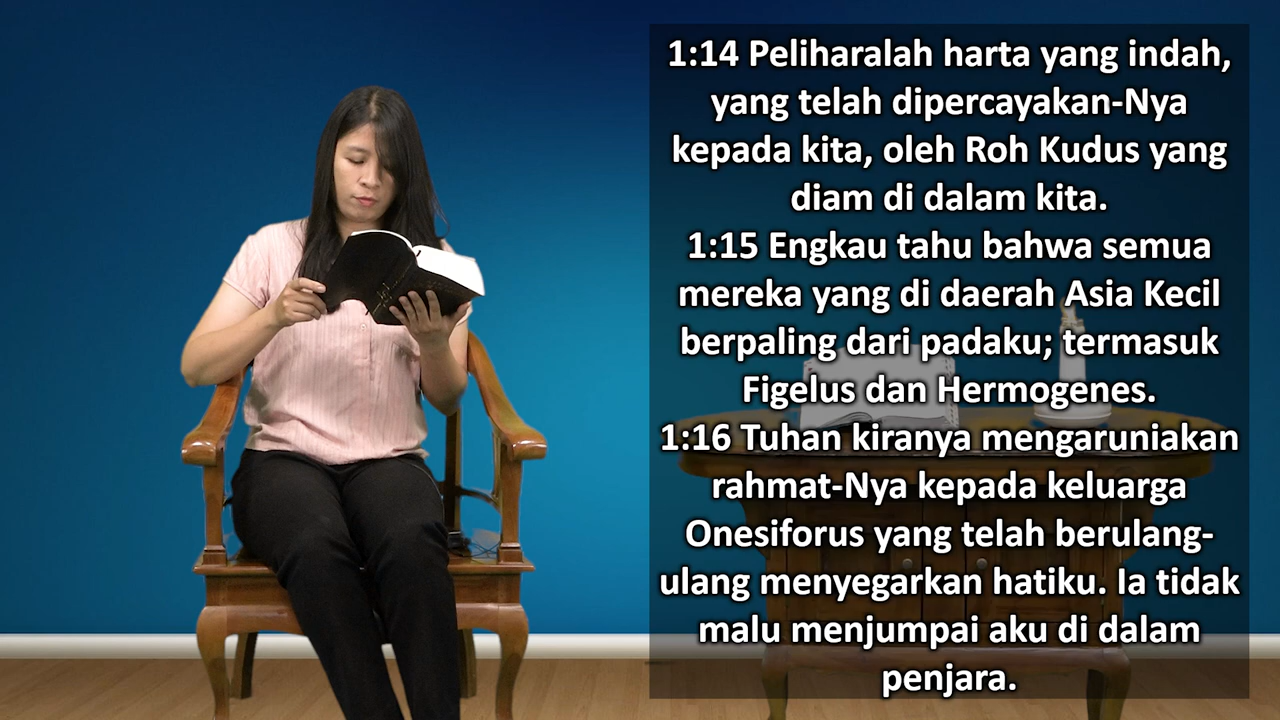 1:14 Peliharalah harta yang indah,
yang telah dipercayakan-Nya
kepada kita, oleh Roh Kudus yang
diam di dalam kita.
1:15 Engkau tahu bahwa semua
mereka yang di daerah Asia Kecil
berpaling dari padaku; termasuk
Figelus dan Hermogenes.
1:16 Tuhan kiranya mengaruniakan
rahmat-Nya kepada keluarga
Onesiforus yang telah berulang-
ulang menyegarkan hatiku. Ia tidak
malu menjumpai aku di dalam
penjara.